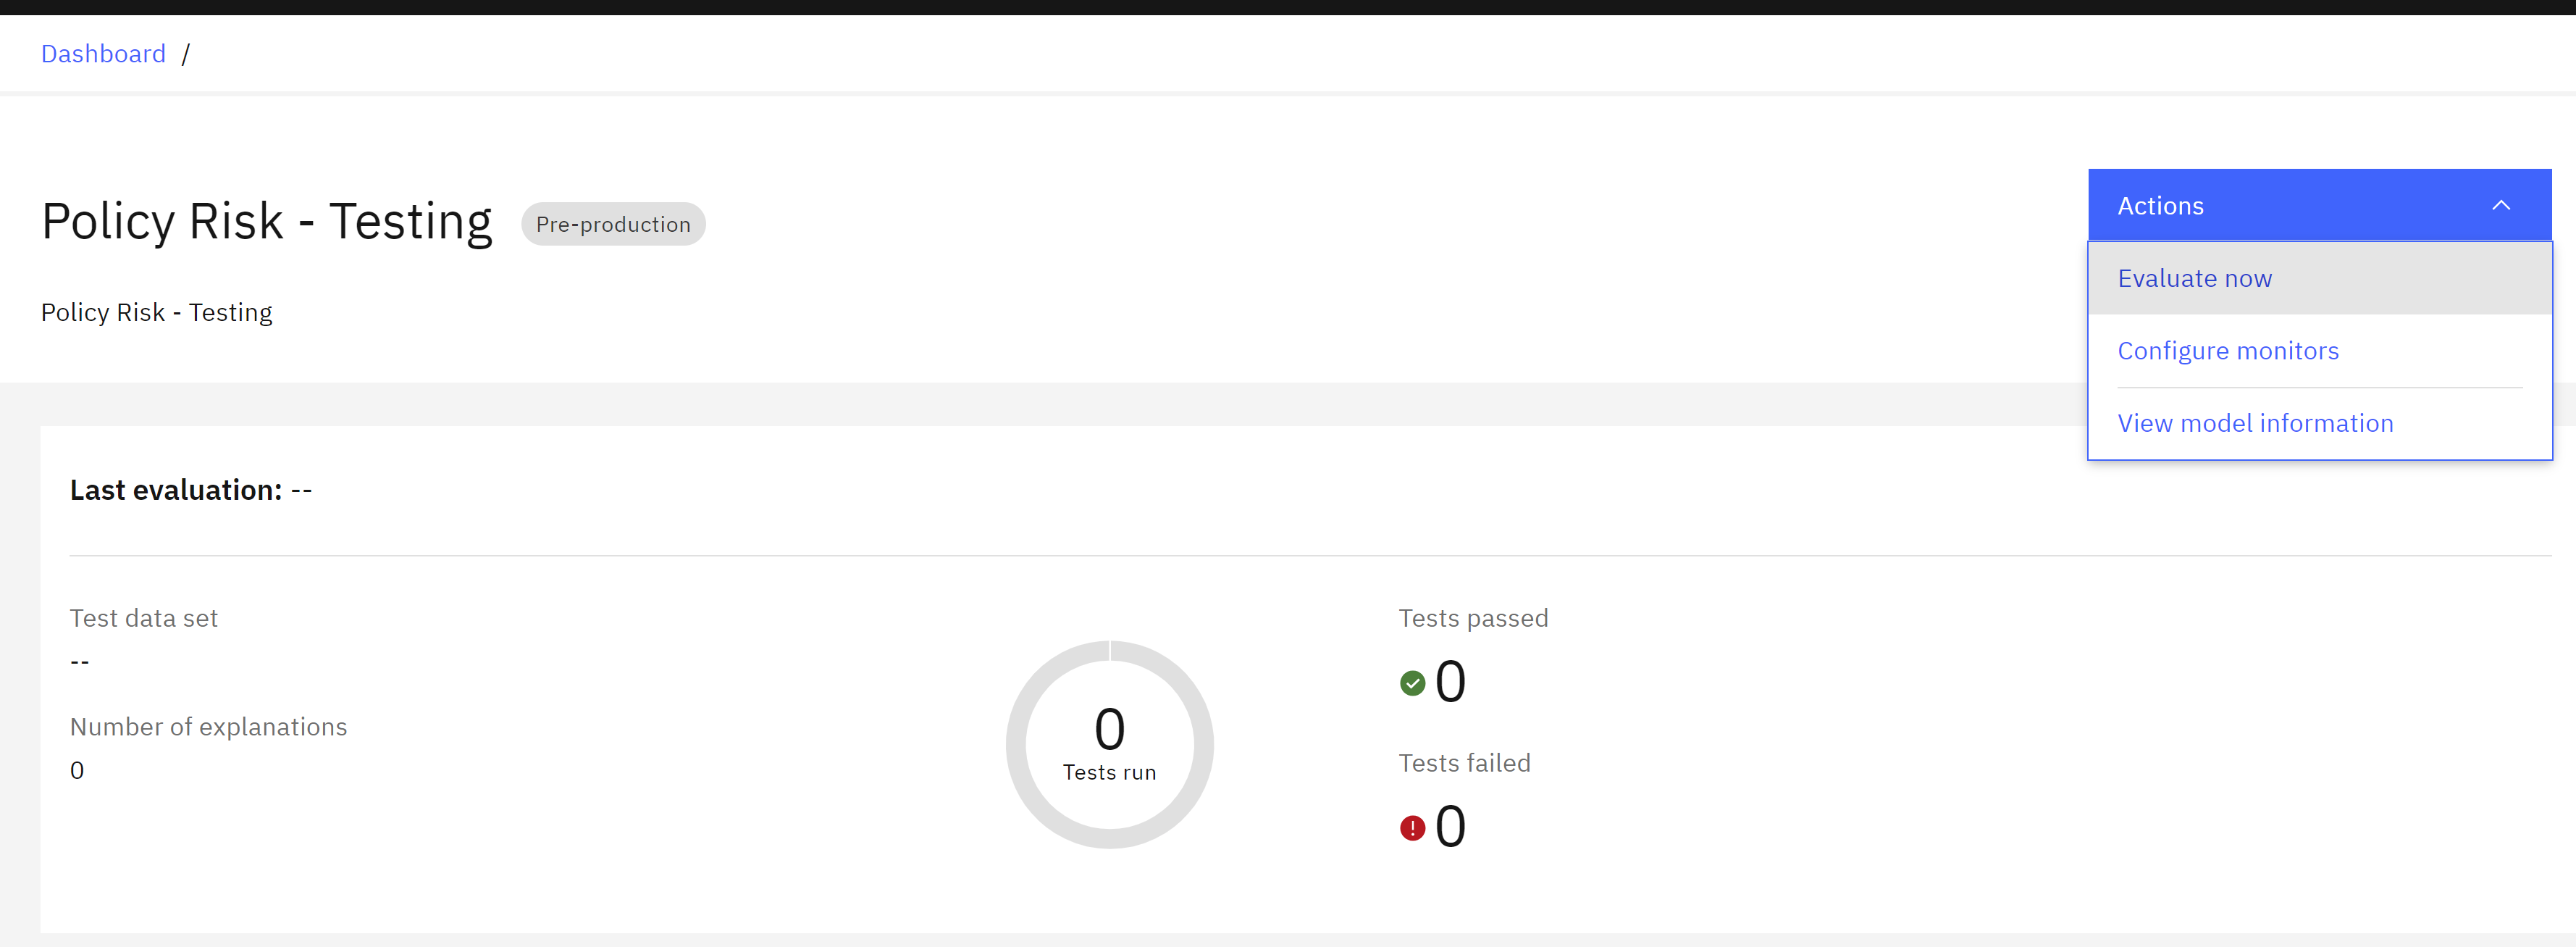 Dashboard /
Policy Risk - Testing
Pre-production
Policy Risk - Testing
Actions
Evaluate now
Configure monitors
View model information
Last evaluation: --
Test data set
--
Number of explanations
0
0
Tests run
Tests passed
0
Tests failed
0